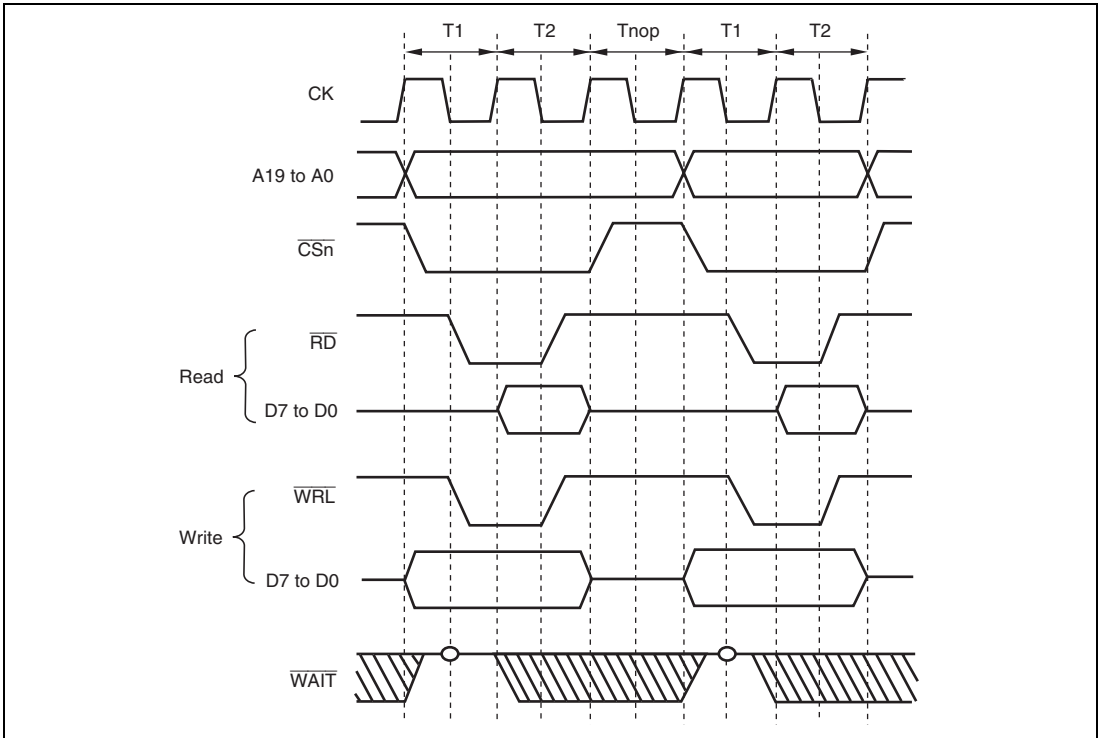 T1 T2 Tnop T1 T2
CK
A19 to A0
CSn
RD
Read
D7 to D0
WRL
Write
D7 to D0
WAIT